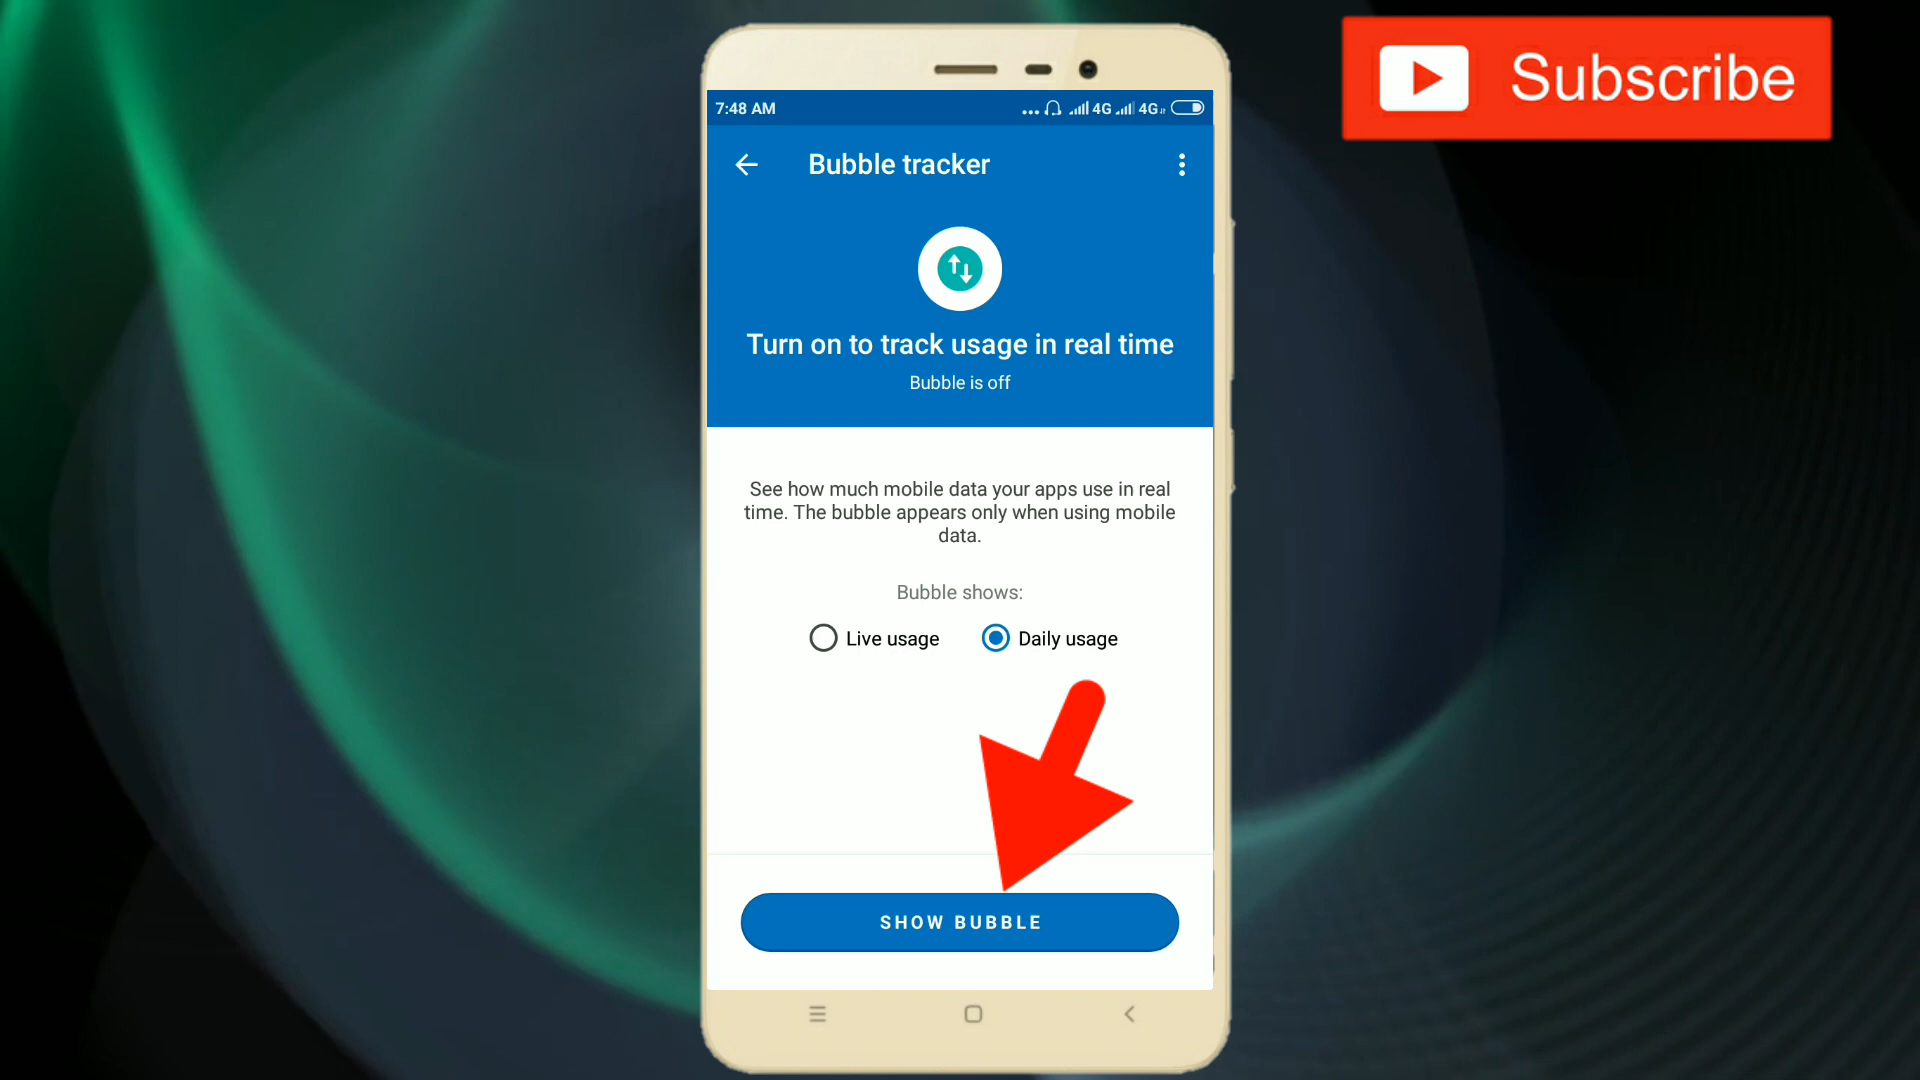 Subscribe
7:48 AM
4G 4G
Bubble tracker
Turn on to track usage in real time
Bubble is off
See how much mobile data your apps use in real
time. The bubble appears only when using mobile
data.
Bubble shows:
Live usage
Daily usage
SHOW BUBBLE